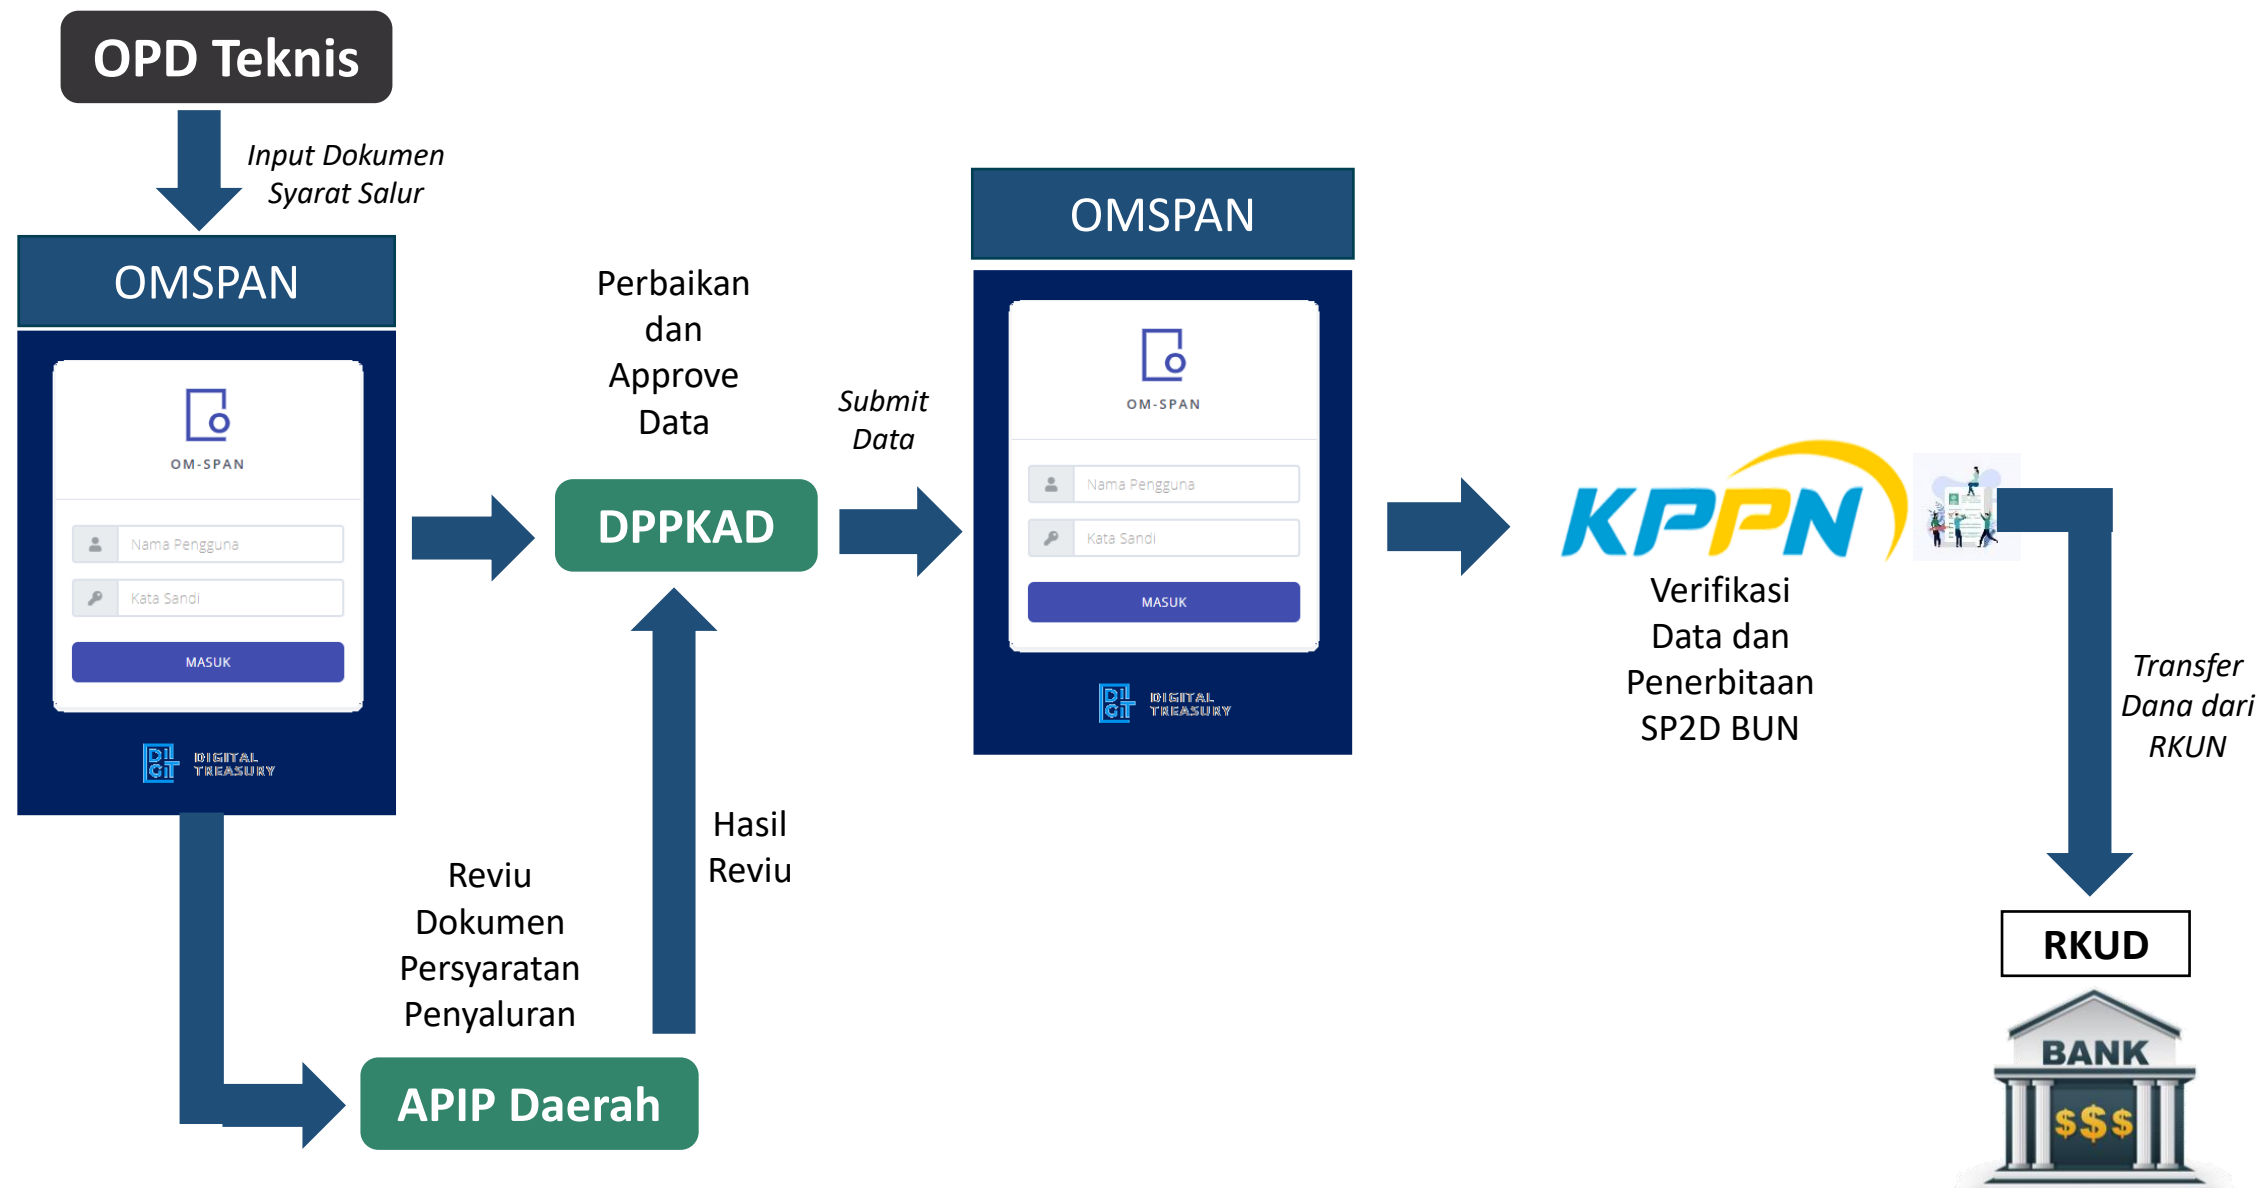 OPD Teknis
Input Dokumen
Syarat Salur
OMSPAN
OM-SPAN
Nama Pengguna
Kata Sandi
MASUK
DIGIT
DIGITAL
TREASURY
Reviu
Dokumen
Persyaratan
Penyaluran
APIP Daerah
Hasil
Reviu
Perbaikan
dan
Approve
Data
DPPKAD
Submit
Data
OMSPAN
OM-SPAN
Nama Pengguna
Kata Sandi
MASUK
DIGIT
DIGITAL
TREASURY
KPPN
Verifikasi
Data dan
Penerbitaan
SP2D BUN
Transfer
Dana dari
RKUN
RKUD
BANK
$$$